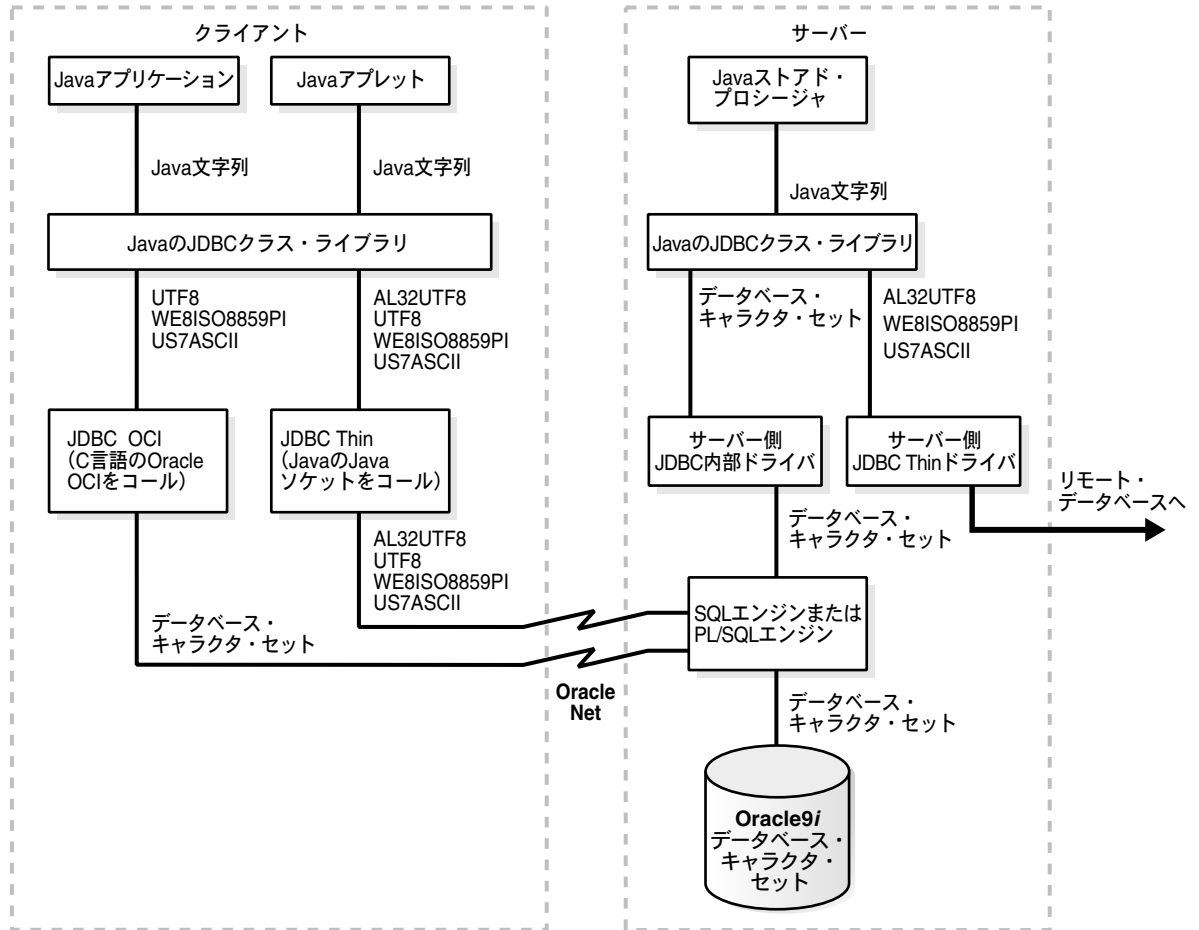 クライアント
Javaアプリケーション
Javaアプレット
Java文字列
Java文字列
JavaのJDBCクラス・ライブラリ
UTF8
WE8ISO8859PI
US7ASCII
AL32UTF8
UTF8
WE8ISO8859PI
US7ASCII
JDBC OCI
（C言語のOracle
OCIをコール）
JDBC Thin
（JavaのJava
ソケットをコール）
AL32UTF8
UTF8
WE8ISO8859PI
US7ASCII
データベース・
キャラクタ・セット
Oracle
Net
サーバー
Javaストアド・
プロシージャ
Java文字列
JavaのJDBCクラス・ライブラリ
データベース・
キャラクタ・セット
AL32UTF8
WE8ISO8859PI
US7ASCII
サーバー側
JDBC内部ドライバ
サーバー側
JDBC Thinドライバ
リモート・
データベースへ
データベース・
キャラクタ・セット
SQLエンジンまたは
PL/SQLエンジン
データベース・
キャラクタ・セット
Oracle9i
データベース・
キャラクタ・
セット